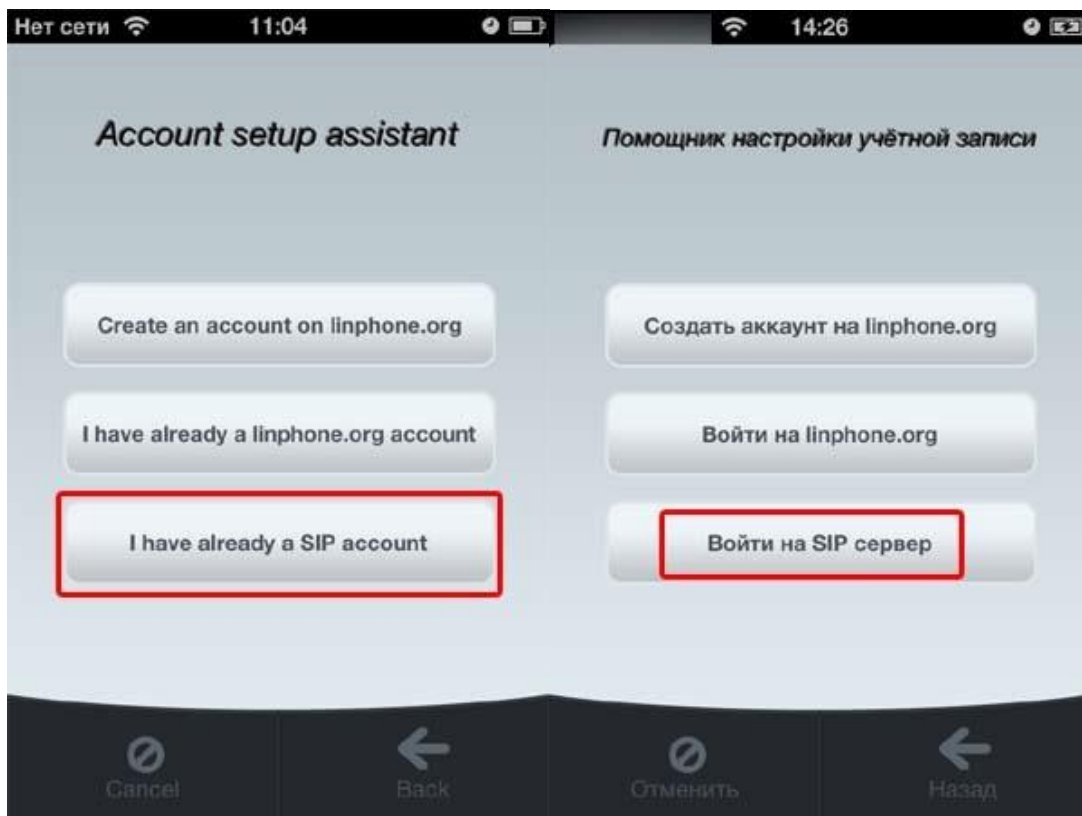 Нет сети 11:04
Account setup assistant
Create an account on linphone.org
I have already a linphone.org account
I have already a SIP account
Cancel Back
14:26
Помощник настройки учётной записи
Создать аккаунт на linphone.org
Войти на linphone.org
Войти на SIP сервер
Отменить Назад